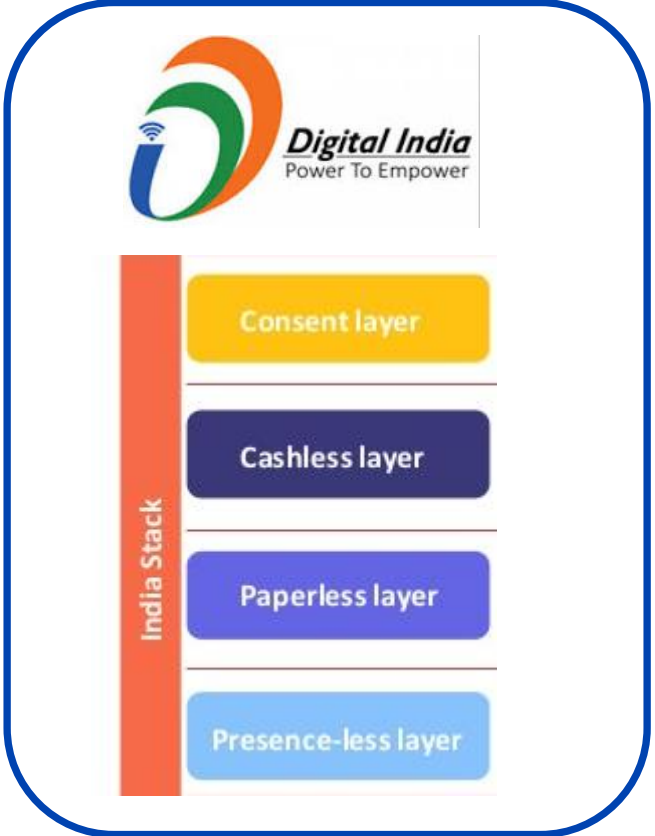 Digital India
Power To Empower
India Stack
Consent layer
Cashless layer
Paperless layer
Presence-less layer